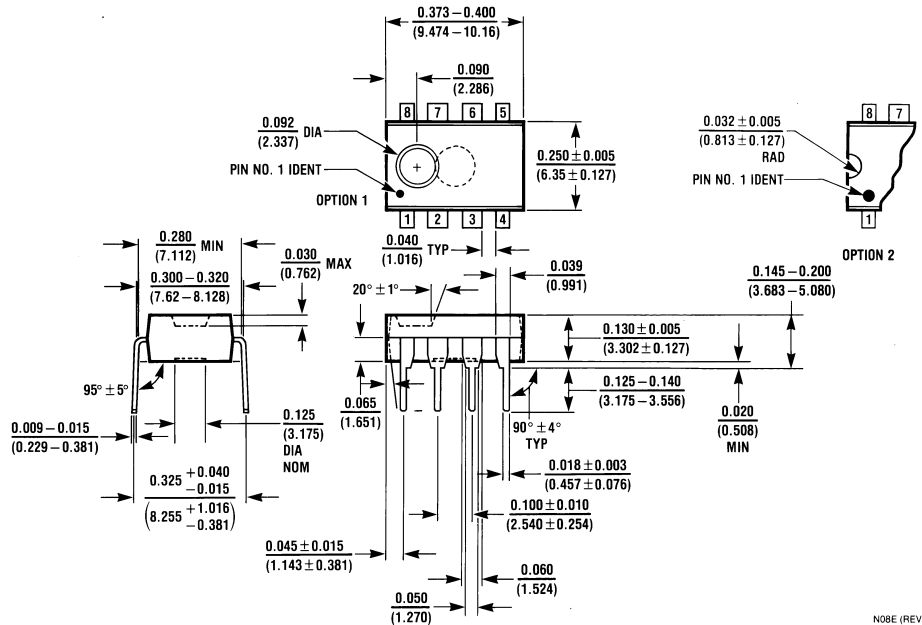 0.373–0.400
(9.474–10.16)
0.090
(2.286)
8 7 6 5
0.092
(2.337)
DIA
PIN NO. 1 IDENT
OPTION 1
1 2 3 4
0.250 ± 0.005
(6.35 ± 0.127)
0.032 ± 0.005
(0.813 ± 0.127)
RAD
PIN NO. 1 IDENT
8 7
1
OPTION 2
0.280
(7.112)
MIN
0.300–0.320
(7.62–8.128)
0.030
(0.762)
MAX
95° ± 5°
0.009–0.015
(0.229–0.381)
0.125
(3.175)
DIA
NOM
0.325 +0.040
-0.015
(8.255 +1.016
-0.381)
0.040
(1.016)
TYP
0.039
(0.991)
20° ± 1°
0.145–0.200
(3.683–5.080)
0.130 ± 0.005
(3.302 ± 0.127)
0.125–0.140
(3.175–3.556)
0.020
(0.508)
MIN
0.065
(1.651)
90° ± 4°
TYP
0.018 ± 0.003
(0.457 ± 0.076)
0.100 ± 0.010
(2.540 ± 0.254)
0.045 ± 0.015
(1.143 ± 0.381)
0.060
(1.524)
0.050
(1.270)
N08E (REV